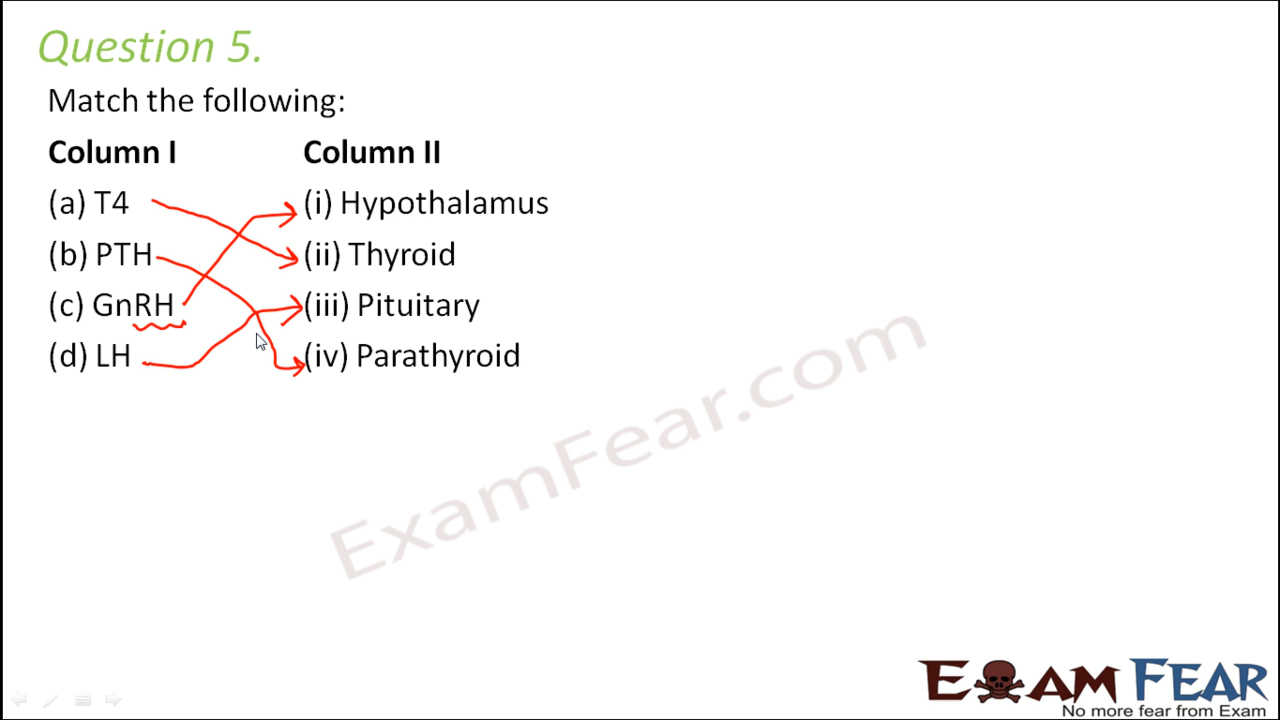 Question 5.
Match the following:
Column I Column II
(a) T4 (i) Hypothalamus
(b) PTH (ii) Thyroid
(c) GnRH (iii) Pituitary
(d) LH (iv) Parathyroid
ExamFear.com
EXAM FEAR
No more fear from Exam